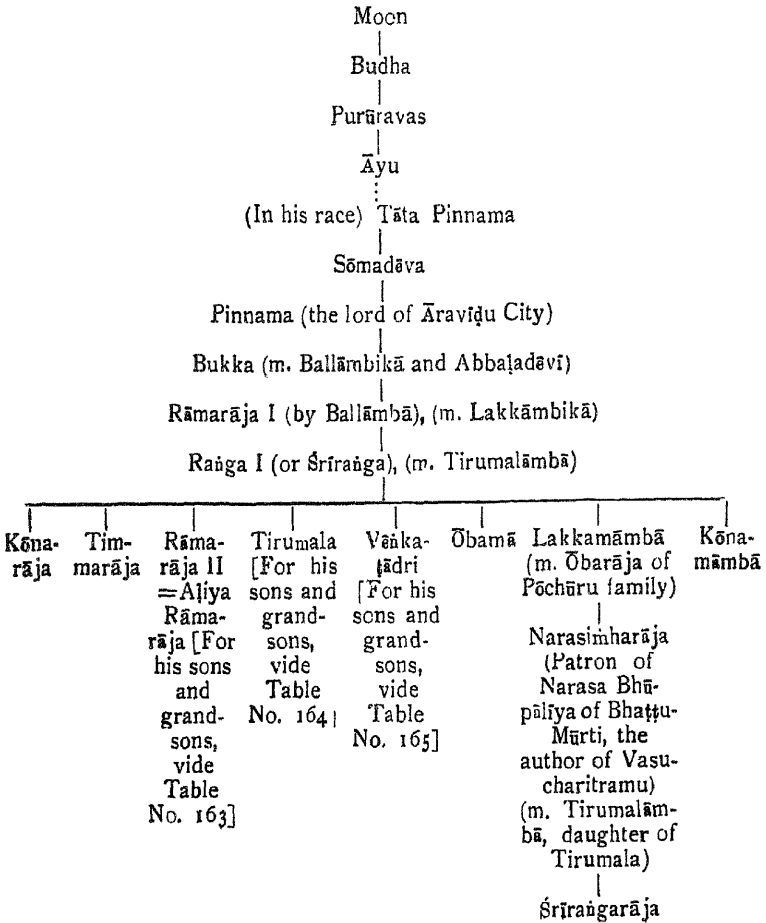 Moon
Budha
Purūravas
Āyu
(In his race) Tāta Pinnama
Sōmadēva
Pinnama (the lord of Āravīḍu City)
Bukka (m. Ballāmbikā and Abbaḷadēvī)
Rāmarāja I (by Ballāmbā), (m. Lakkāmbikā)
Raṅga I (or Śrīraṅga), (m. Tirumalāmbā)
Kōna-
rāja
Tim-
marāja
Rāma-
rāja II
=Aḷiya
Rāma-
rāja [For
his sons
and
grand-
sons,
vide
Table
No. 163]
Tirumala
[For his
sons and
grand-
sons,
vide
Table
No. 164]
Vēṅka-
ṭādri
[For his
sons and
grand-
sons,
vide
Table
No. 165]
Ōbamā
Lakkamāmbā
(m. Ōbarāja of
Pōchūru family)
Narasiṁharāja
(Patron of
Narasa Bhū-
pālīya of Bhaṭṭu-
Mūrti, the
author of Vasu-
charitramu)
(m. Tirumalām-
bā, daughter of
Tirumala)
Śrīraṅgarāja
Kōna-
māmbā